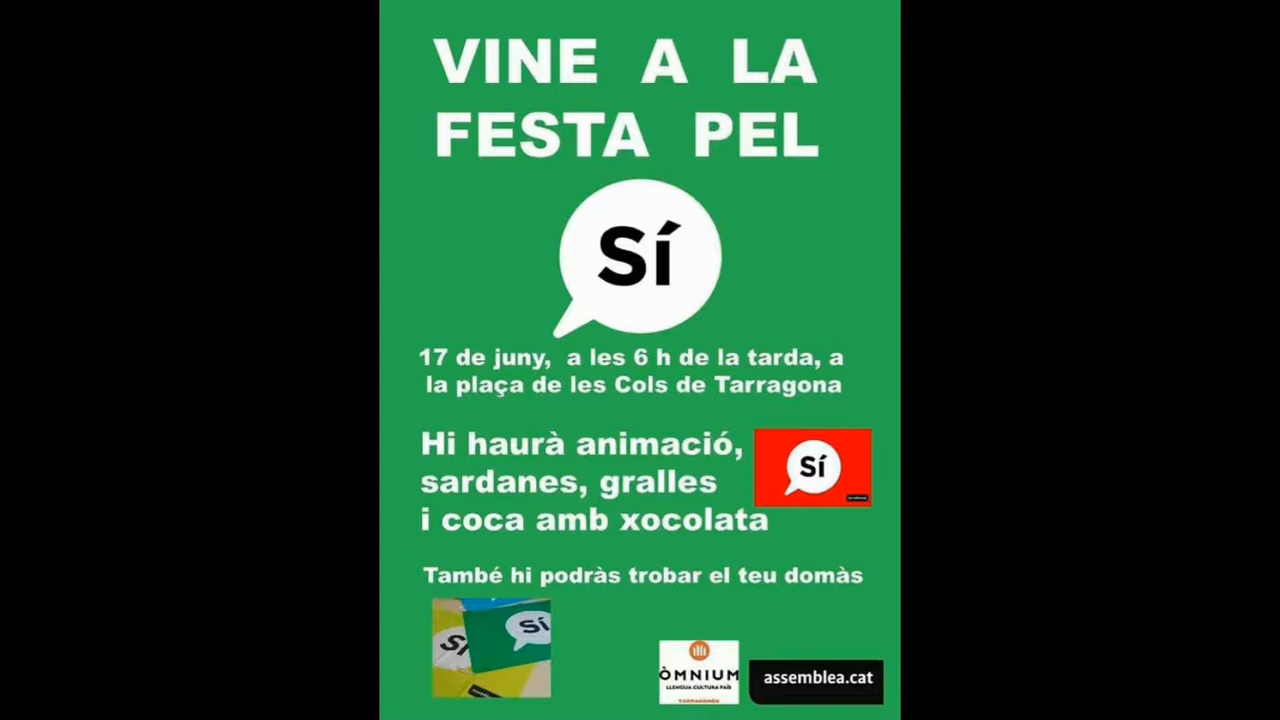 VINE A LA
FESTA PEL
Sí
17 de juny, a les 6 h de la tarda, a
la plaça de les Cols de Tarragona
Hi haurà animació,
sardanes, gralles
i coca amb xocolata
Sí
També hi podràs trobar el teu domàs
Sí
Sí
ÒMNIUM
LLENGUA CULTURA PAÍS
TARRAGONÈS
assemblea.cat